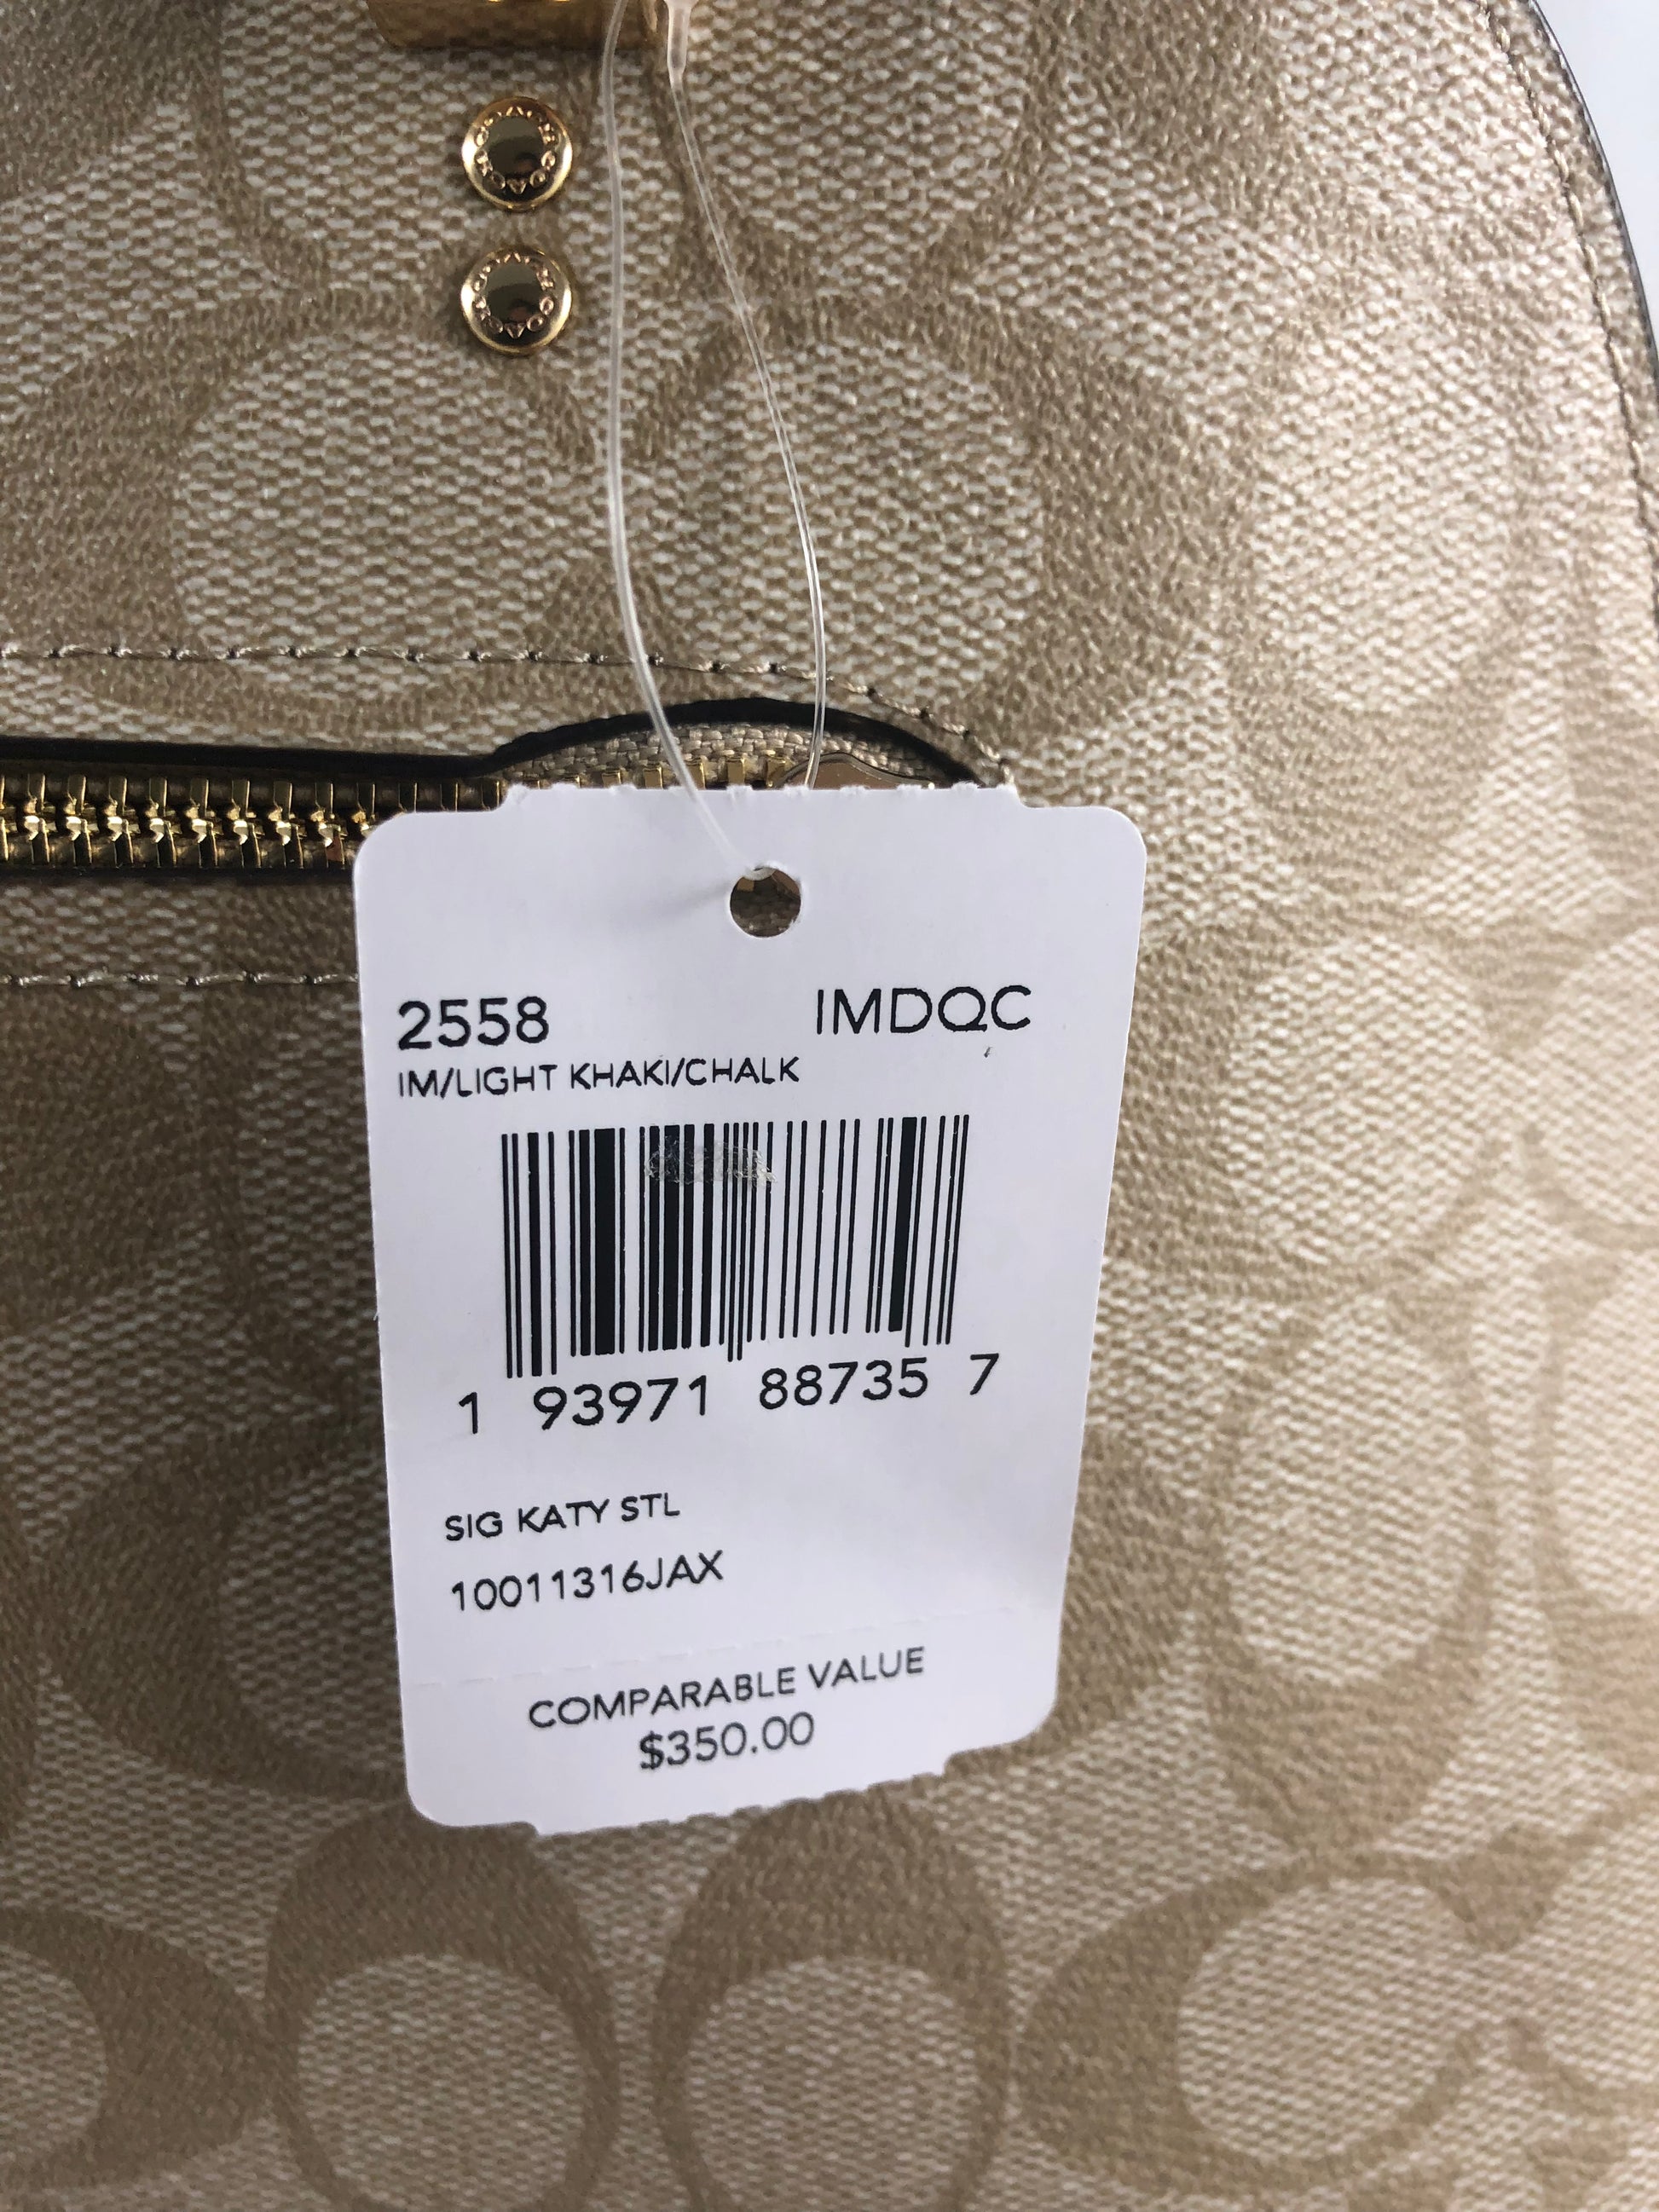 2558 IMDQC
IM/LIGHT KHAKI/CHALK
1 93971 88735 7
SIG KATY STL
10011316JAX
COMPARABLE VALUE
$350.00